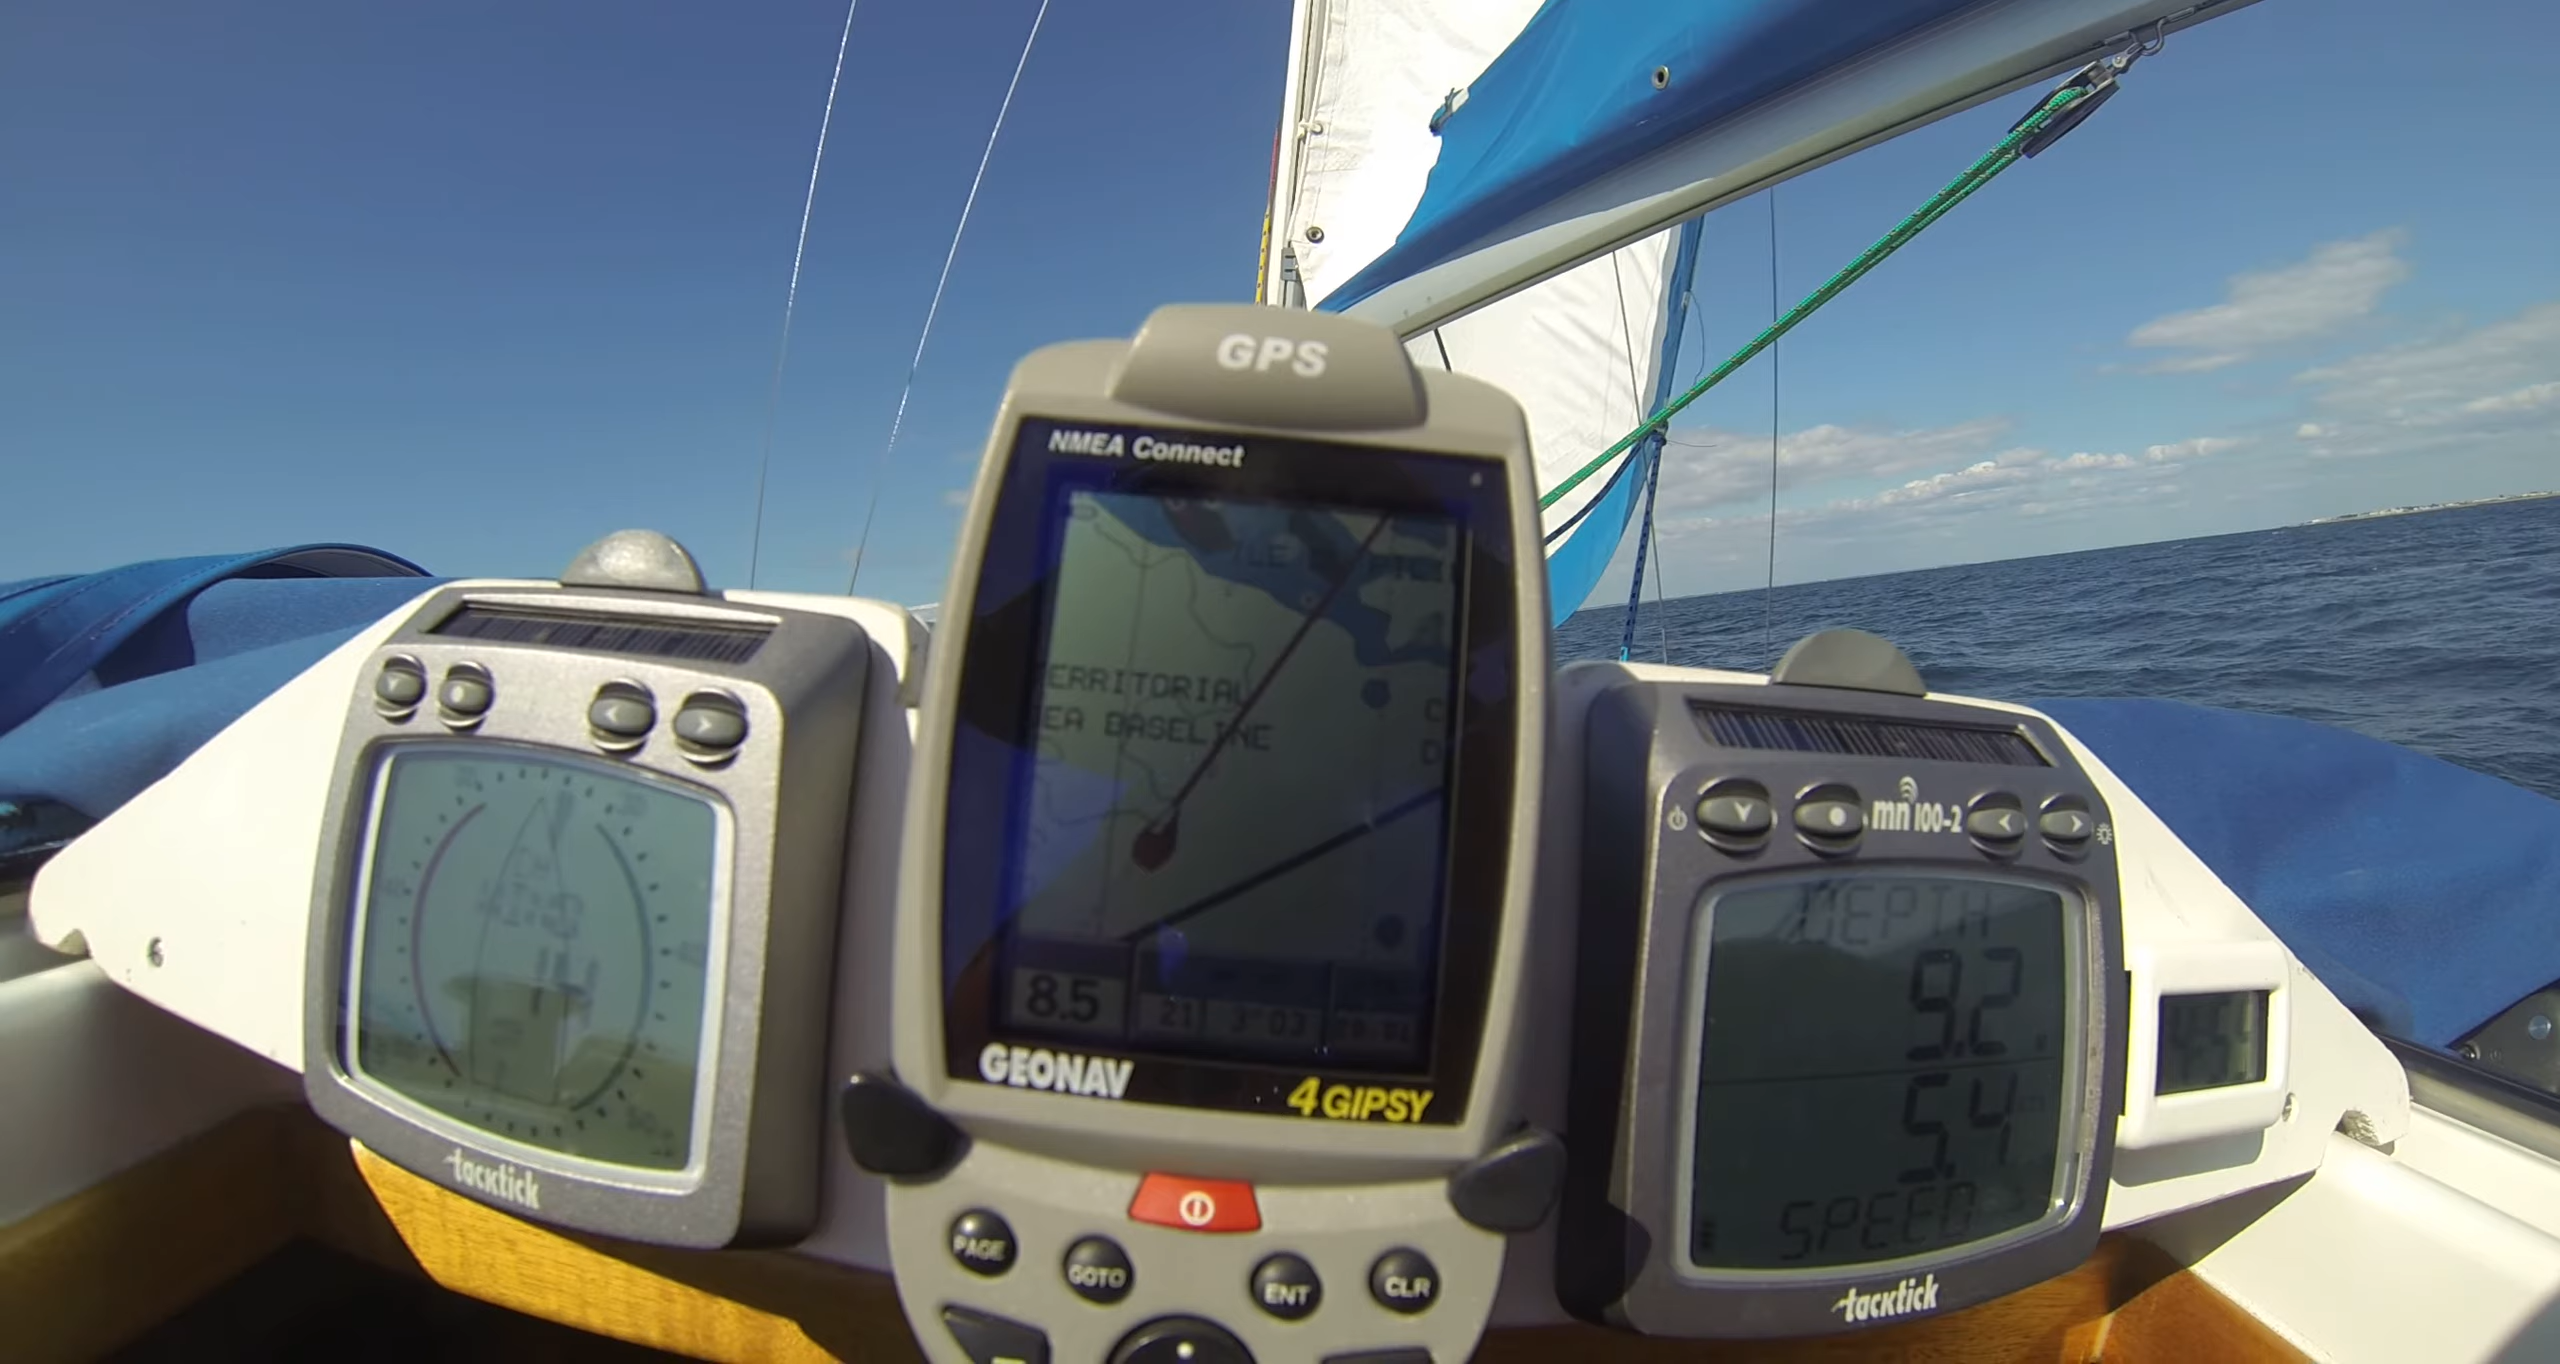 GPS
NMEA Connect
ERRITORIAL
EA BASELINE
8.5
GEONAV
4GIPSY
PAGE
GOTO
ENT
CLR
tacktick
mn100-2
DEPTH
9.2
5.4
SPEED
tacktick